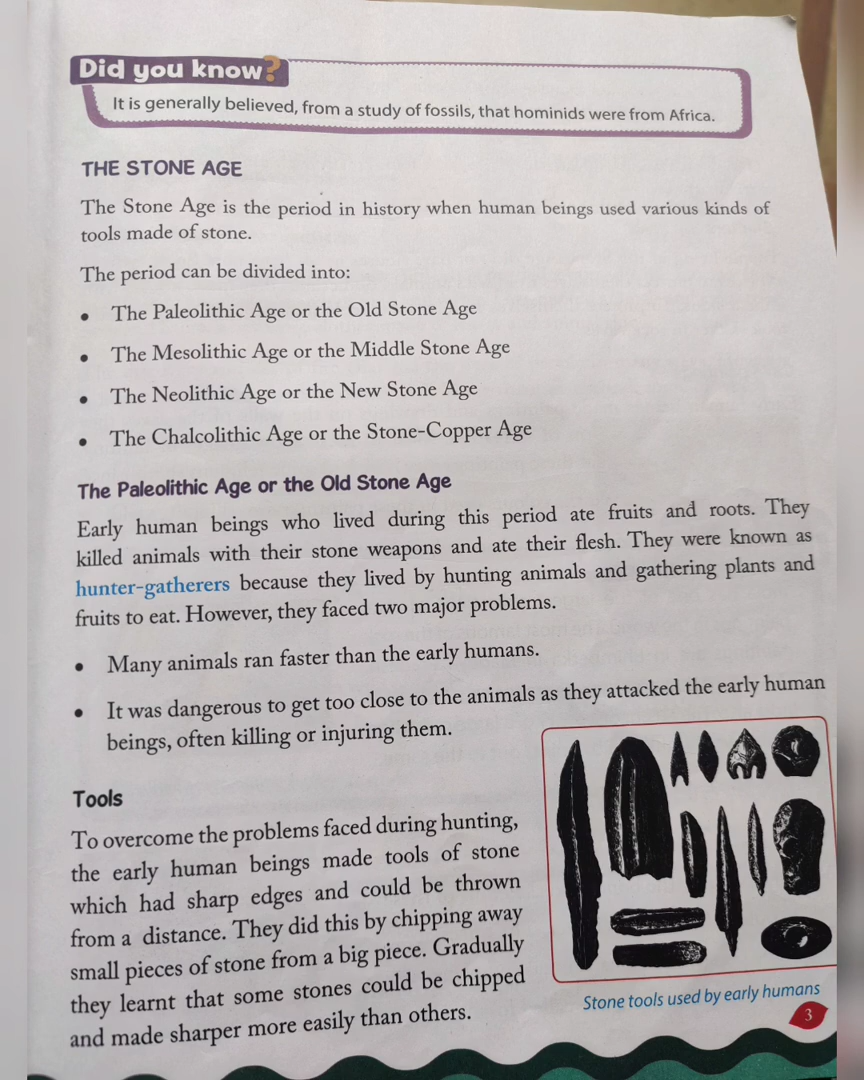 Did you know?
It is generally believed, from a study of fossils, that hominids were from Africa.
THE STONE AGE
The Stone Age is the period in history when human beings used various kinds of
tools made of stone.
The period can be divided into:
• The Paleolithic Age or the Old Stone Age
• The Mesolithic Age or the Middle Stone Age
• The Neolithic Age or the New Stone Age
• The Chalcolithic Age or the Stone-Copper Age
The Paleolithic Age or the Old Stone Age
Early human beings who lived during this period ate fruits and roots. They
killed animals with their stone weapons and ate their flesh. They were known as
hunter-gatherers because they lived by hunting animals and gathering plants and
fruits to eat. However, they faced two major problems.
• Many animals ran faster than the early humans.
• It was dangerous to get too close to the animals as they attacked the early human
beings, often killing or injuring them.
Tools
To overcome the problems faced during hunting,
the early human beings made tools of stone
which had sharp edges and could be thrown
from a distance. They did this by chipping away
small pieces of stone from a big piece. Gradually
they learnt that some stones could be chipped
and made sharper more easily than others.
Stone tools used by early humans
3